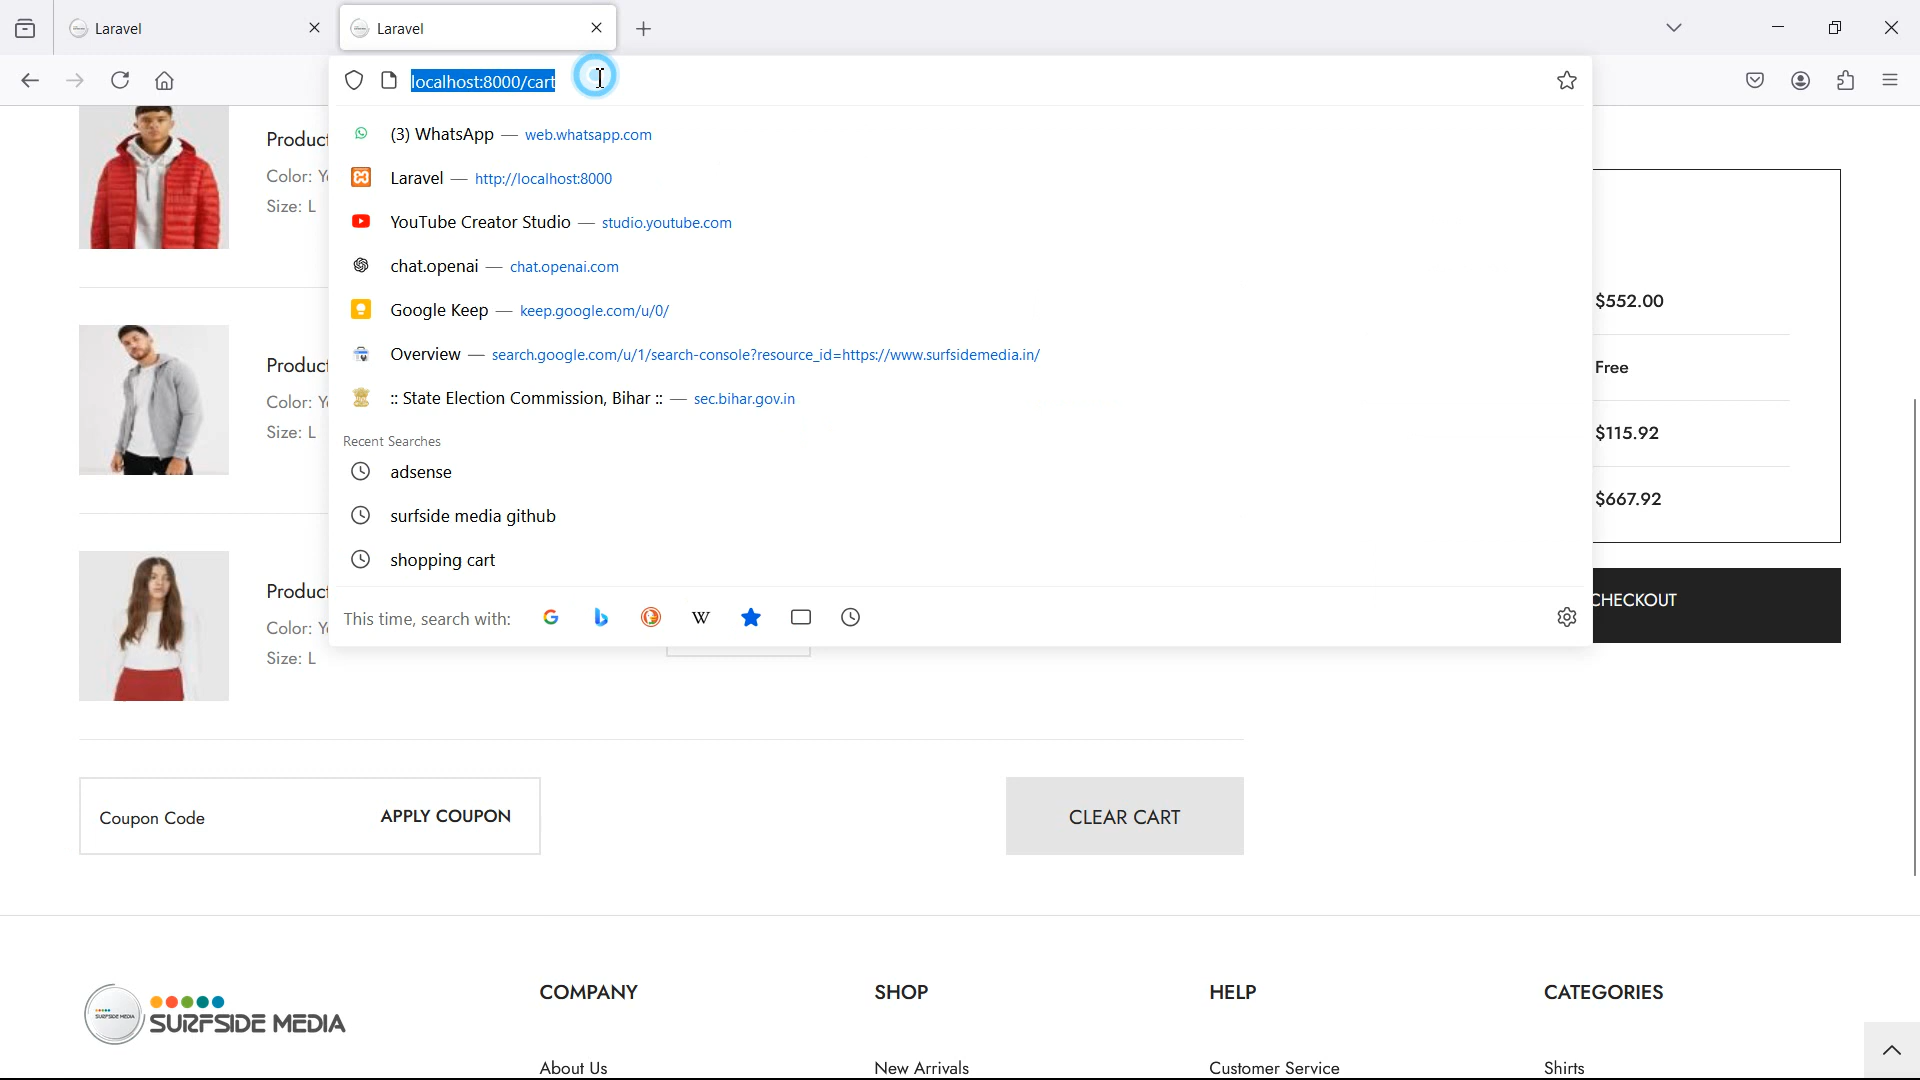 Laravel
Laravel
localhost:8000/cart
(3) WhatsApp — web.whatsapp.com
Laravel — http://localhost:8000
YouTube Creator Studio — studio.youtube.com
chat.openai — chat.openai.com
Google Keep — keep.google.com/u/0/
Overview — search.google.com/u/1/search-console?resource_id=https://www.surfsidemedia.in/
:: State Election Commission, Bihar :: — sec.bihar.gov.in
Recent Searches
adsense
surfside media github
shopping cart
This time, search with:
Color: Y
Size: L
Color: Y
Size: L
Color: Y
Size: L
$552.00
Free
$115.92
$667.92
CHECKOUT
Coupon Code
APPLY COUPON
CLEAR CART
SURFSIDE MEDIA
SURFSIDE MEDIA
COMPANY
SHOP
HELP
CATEGORIES
About Us
New Arrivals
Customer Service
Shirts